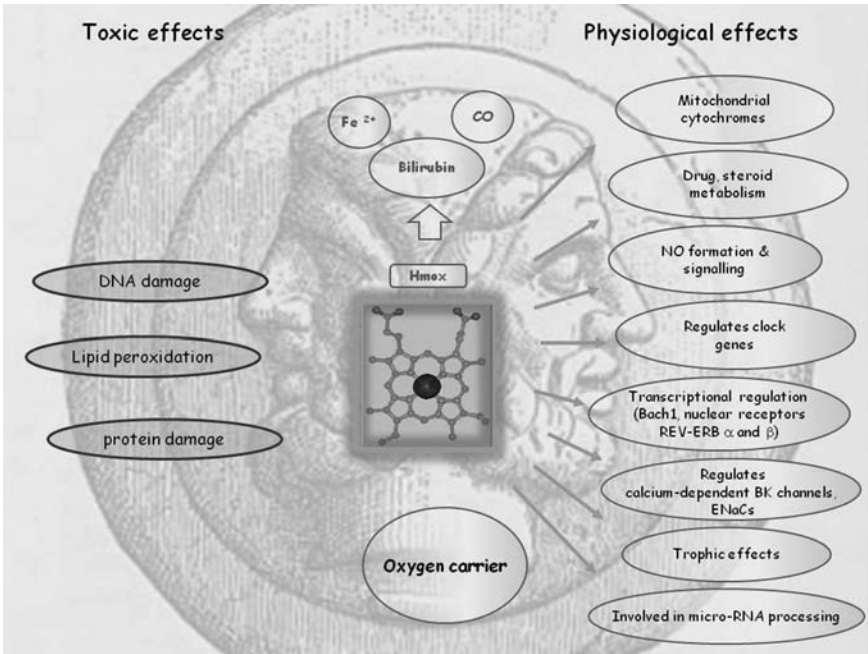 Toxic effects
Physiological effects
Fe 2+
CO
Bilirubin
Hmox
DNA damage
Lipid peroxidation
protein damage
Oxygen carrier
Mitochondrial
cytochromes
Drug, steroid
metabolism
NO formation &
signalling
Regulates clock
genes
Transcriptional regulation
(Bach1, nuclear receptors
REV-ERB α and β)
Regulates
calcium-dependent BK channels,
ENaCs
Trophic effects
Involved in micro-RNA processing